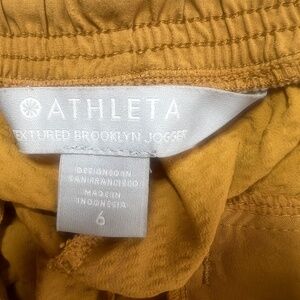 ATHLETA
TEXTURED BROOKLYN JOGGER
DESIGNED IN
SAN FRANCISCO
MADE IN
INDONESIA
6